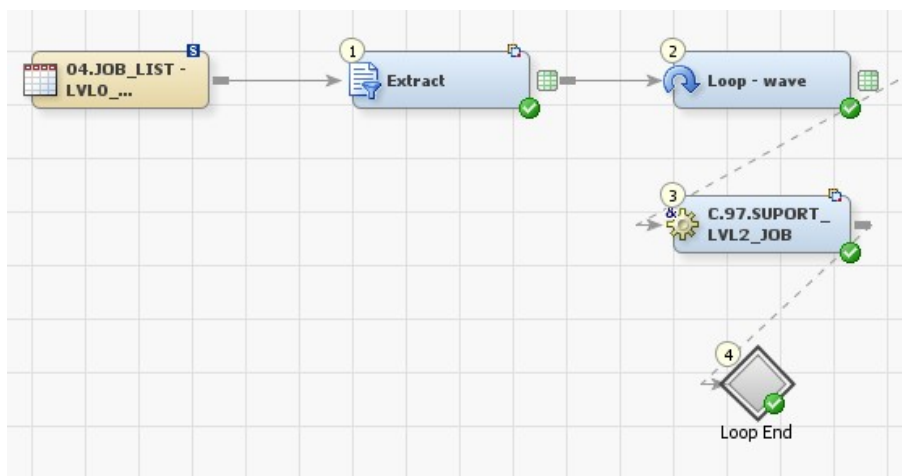 S
04.JOB_LIST -
LVL0_...
1
Extract
2
Loop - wave
3
&
C.97.SUPORT_
LVL2_JOB
4
Loop End